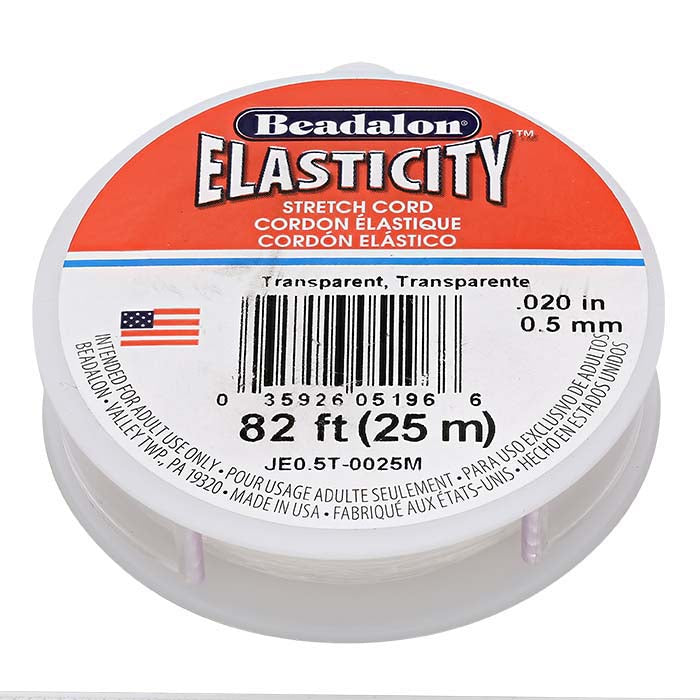 Beadalon®
ELASTICITY™
STRETCH CORD
CORDON ÉLASTIQUE
CORDÓN ELÁSTICO
Transparent, Transparente
.020 in
0.5 mm
0 35926 05196 6
82 ft (25 m)
JE0.5T-0025M
INTENDED FOR ADULT USE ONLY • POUR USAGE ADULTE SEULEMENT • PARA USO EXCLUSIVO DE ADULTOS
BEADALON • VALLEY TWP., PA 19320 • MADE IN USA • FABRIQUÉ AUX ÉTATS-UNIS • HECHO EN ESTADOS UNIDOS